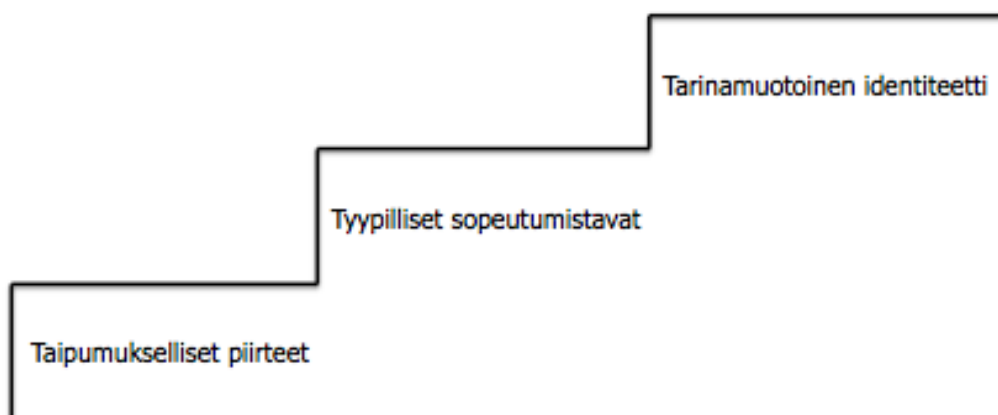 Tarinamuotoinen identiteetti
Tyypilliset sopeutumistavat
Taipumukselliset piirteet